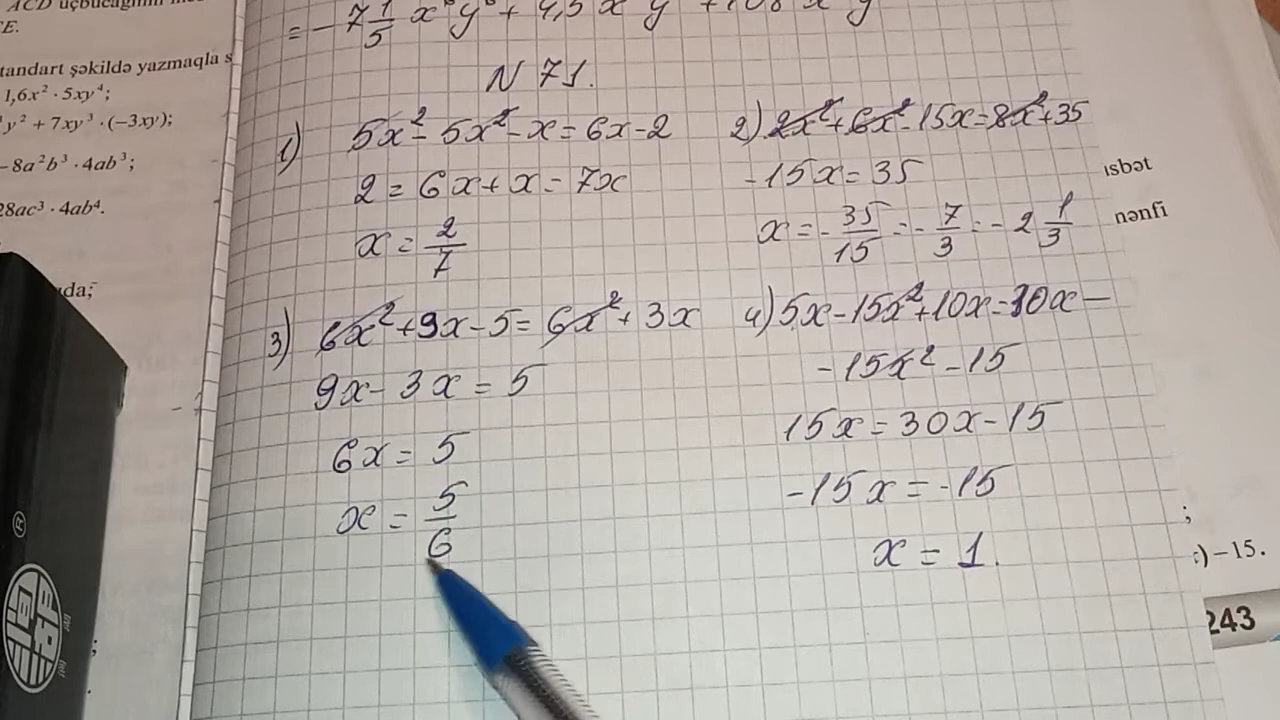 ACD üçbucağının
E.
tandart şəkildə yazmaqla s
1,6x² · 5xy⁴;
y² + 7xy³ · (−3xy);
−8a²b³ · 4ab³;
28ac³ · 4ab⁴.
da;
= −7 1/5 x y + 4,5 x y + 108 x y
N 71.
1) 5x² − 5x² − x = 6x − 2
2 = 6x + x = 7x
x = 2/7
2) 2x² + 6x² − 15x = 8x² + 35
−15x = 35
x = − 35/15 = − 7/3 = − 2 1/3
3) 6x² + 9x − 5 = 6x² + 3x
9x − 3x = 5
6x = 5
x = 5/6
4) 5x − 15x² + 10x = 30x −
− 15x² − 15
15x = 30x − 15
−15x = −15
x = 1.
nənfi
;
) −15.
243